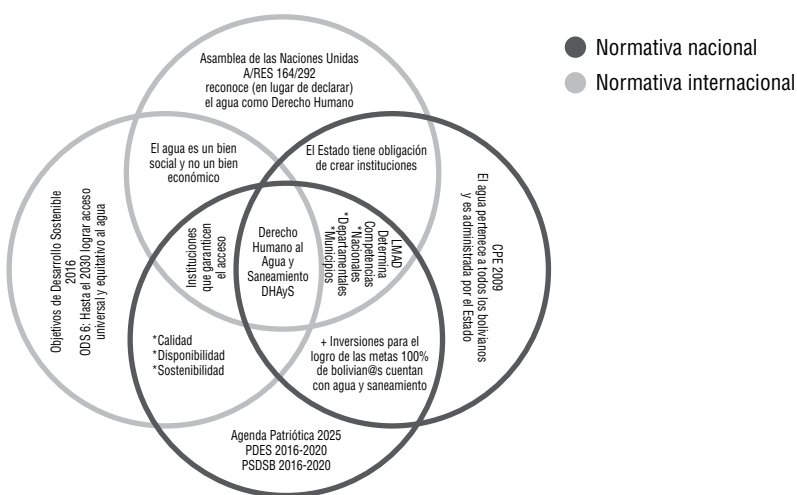 Asamblea de las Naciones Unidas
A/RES 164/292
reconoce (en lugar de declarar)
el agua como Derecho Humano
Normativa nacional
Normativa internacional
El agua es un bien
social y no un bien
económico
El Estado tiene obligación
de crear instituciones
Objetivos de Desarrollo Sostenible
2016
ODS 6: Hasta el 2030 lograr acceso
universal y equitativo al agua
Instituciones
que garanticen
el acceso
Derecho
Humano al
Agua y
Saneamiento
DHAyS
LMAD
Determina
Competencias
*Nacionales
*Departamentales
*Municipios
CPE 2009
El agua pertenece a todos los bolivianos
y es administrada por el Estado
*Calidad
*Disponibilidad
*Sostenibilidad
+ Inversiones para el
logro de las metas 100%
de bolivian@s cuentan
con agua y saneamiento
Agenda Patriótica 2025
PDES 2016-2020
PSDSB 2016-2020